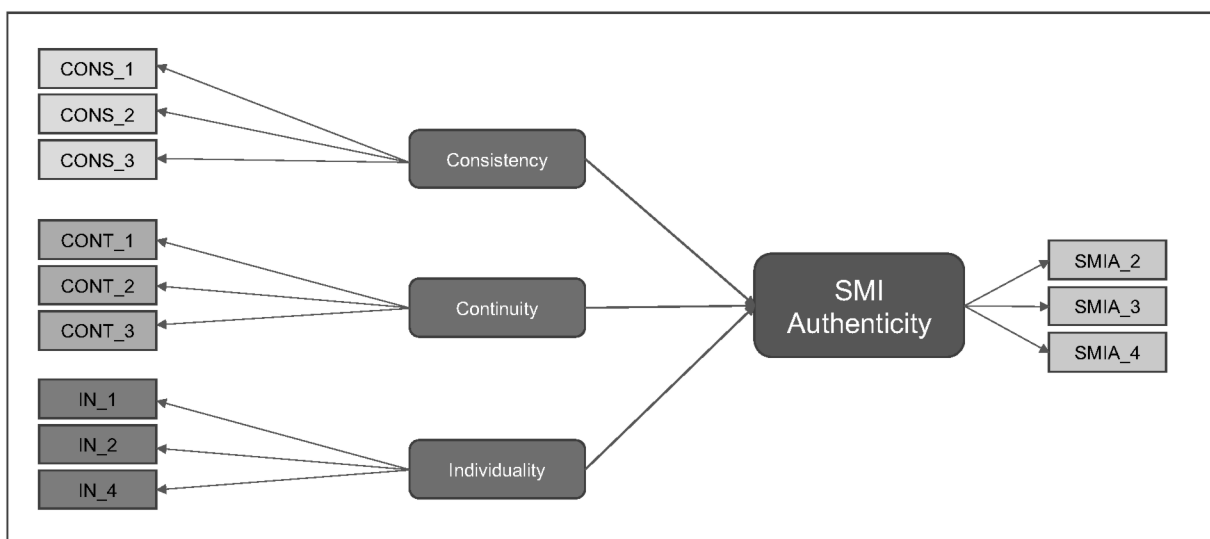 CONS_1
CONS_2
CONS_3
Consistency
CONT_1
CONT_2
CONT_3
Continuity
IN_1
IN_2
IN_4
Individuality
SMI
Authenticity
SMIA_2
SMIA_3
SMIA_4